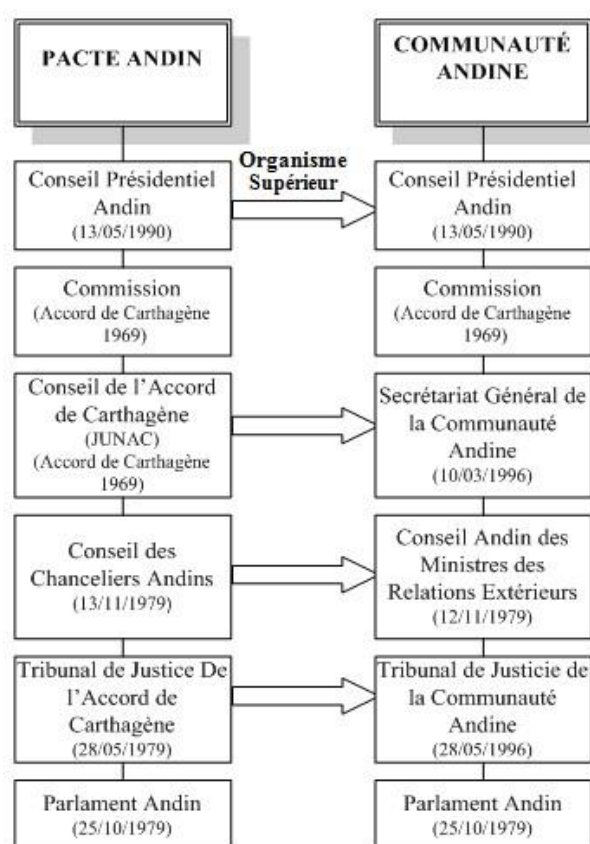 PACTE ANDIN
COMMUNAUTÉ
ANDINE
Conseil Présidentiel
Andin
(13/05/1990)
Organisme
Supérieur
Conseil Présidentiel
Andin
(13/05/1990)
Commission
(Accord de Carthagène
1969)
Commission
(Accord de Carthagène
1969)
Conseil de l'Accord
de Carthagène
(JUNAC)
(Accord de Carthagène
1969)
Secrétariat Général de
la Communauté
Andine
(10/03/1996)
Conseil des
Chanceliers Andins
(13/11/1979)
Conseil Andin des
Ministres des
Relations Extérieurs
(12/11/1979)
Tribunal de Justice De
l'Accord de
Carthagène
(28/05/1979)
Tribunal de Justicie de
la Communauté
Andine
(28/05/1996)
Parlament Andin
(25/10/1979)
Parlament Andin
(25/10/1979)